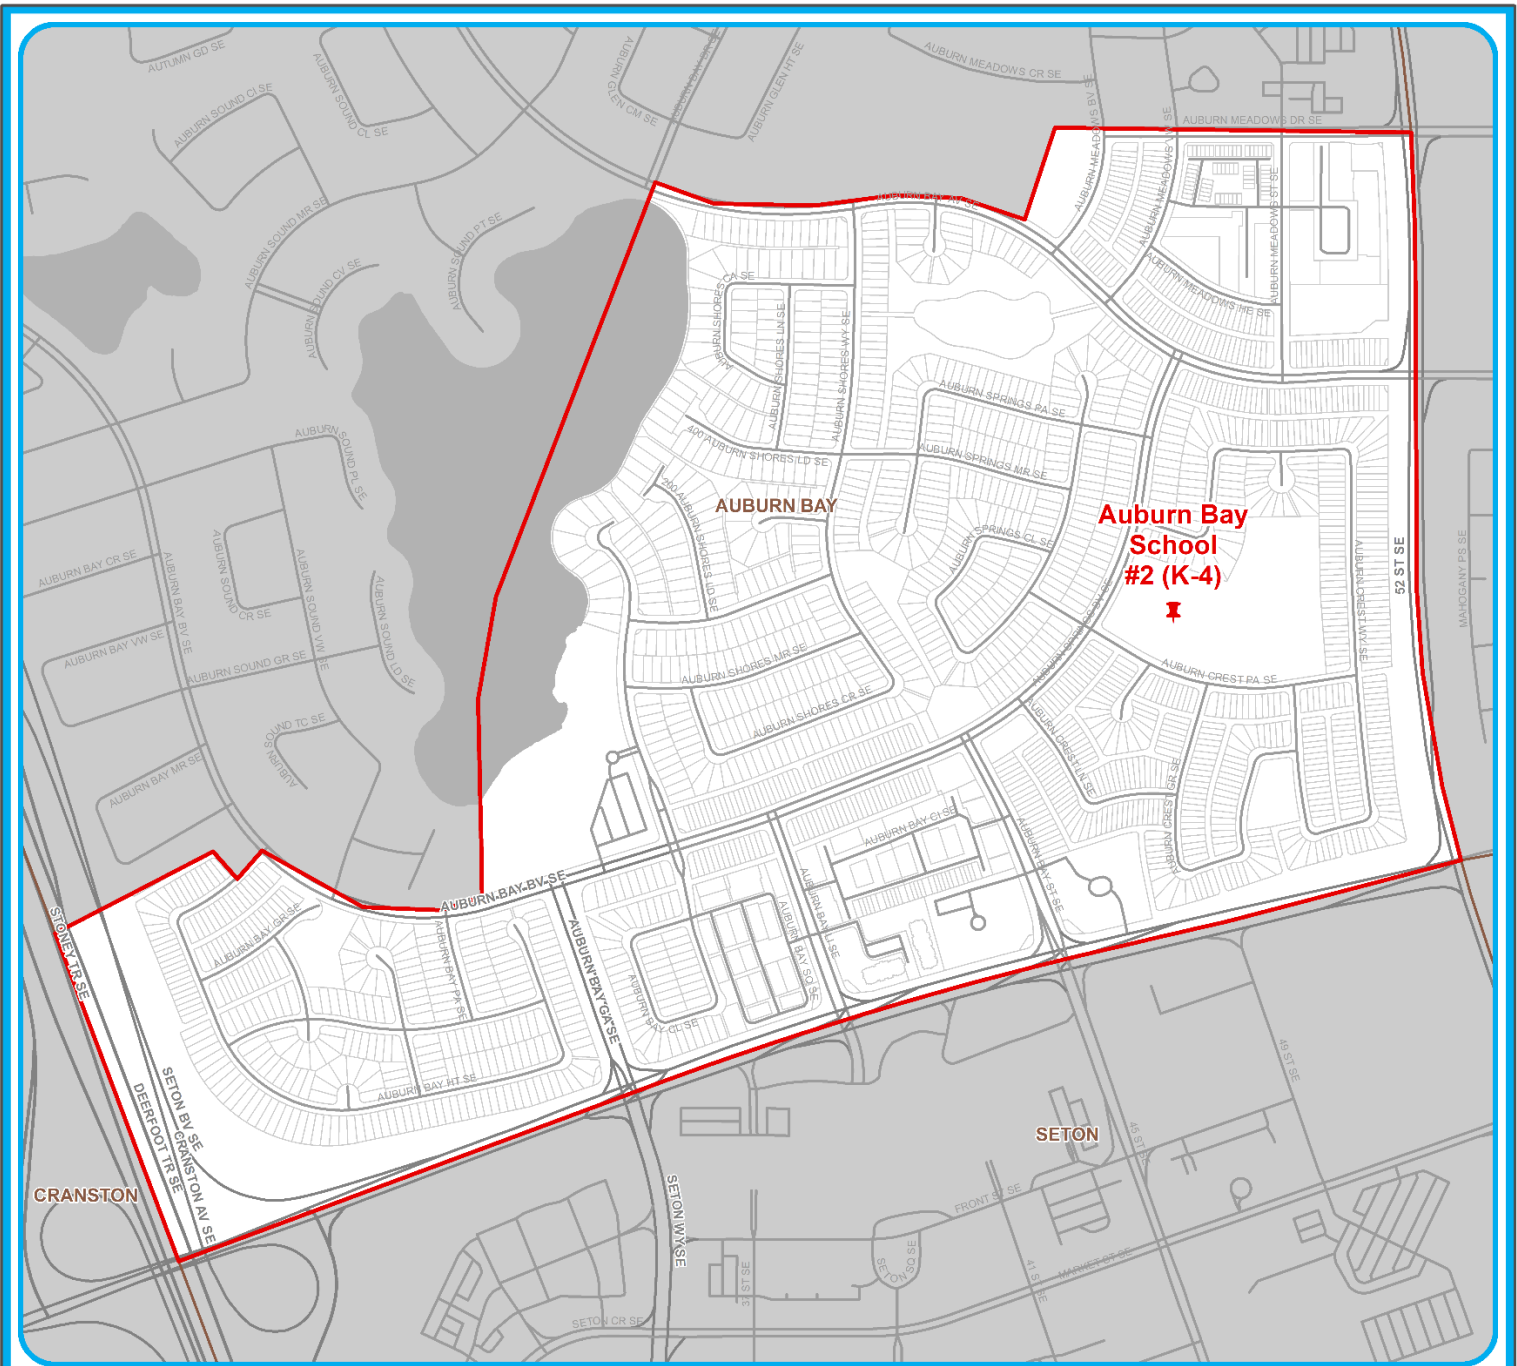 AUTUMN GD SE
AUBURN SOUND CI SE
AUBURN SOUND CL SE
AUBURN GLEN CM SE
AUBURN BAY DR SE
AUBURN GLEN HT SE
AUBURN MEADOWS CR SE
AUBURN MEADOWS BV SE
AUBURN MEADOWS DR SE
AUBURN MEADOWS VW SE
AUBURN MEADOWS ST SE
AUBURN MEADOWS HE SE
AUBURN BAY AV SE
AUBURN SOUND MR SE
AUBURN SOUND PT SE
AUBURN SOUND CV SE
AUBURN SHORES CA SE
AUBURN SHORES LN SE
AUBURN SHORES WY SE
AUBURN SPRINGS PA SE
400 AUBURN SHORES LD SE
AUBURN SPRINGS MR SE
AUBURN SOUND PL SE
200 AUBURN SHORES LD SE
AUBURN BAY
Auburn Bay
School
#2 (K-4)
AUBURN SPRINGS CL SE
52 ST SE
AUBURN CREST WY SE
MAHOGANY PS SE
AUBURN BAY CR SE
AUBURN BAY BV SE
AUBURN SOUND CR SE
AUBURN SOUND VW SE
AUBURN SOUND LD SE
AUBURN BAY VW SE
AUBURN SOUND GR SE
AUBURN SHORES MR SE
AUBURN SHORES CR SE
AUBURN CREST PA SE
AUBURN SOUND TC SE
AUBURN BAY MR SE
AUBURN CREST LN SE
AUBURN CREST GR SE
AUBURN BAY CI SE
AUBURN BAY ST SE
AUBURN BAY LI SE
AUBURN BAY SQ SE
AUBURN BAY BV SE
AUBURN BAY GR SE
AUBURN BAY PA SE
AUBURN BAY GA SE
AUBURN BAY CL SE
AUBURN BAY HT SE
STONEY TR SE
SETON BV SE
CRANSTON AV SE
DEERFOOT TR SE
CRANSTON
SETON
49 ST SE
45 ST SE
SETON WY SE
FRONT ST SE
MARKET ST SE
41 ST SE
SETON SQ SE
37 ST SE
SETON CR SE